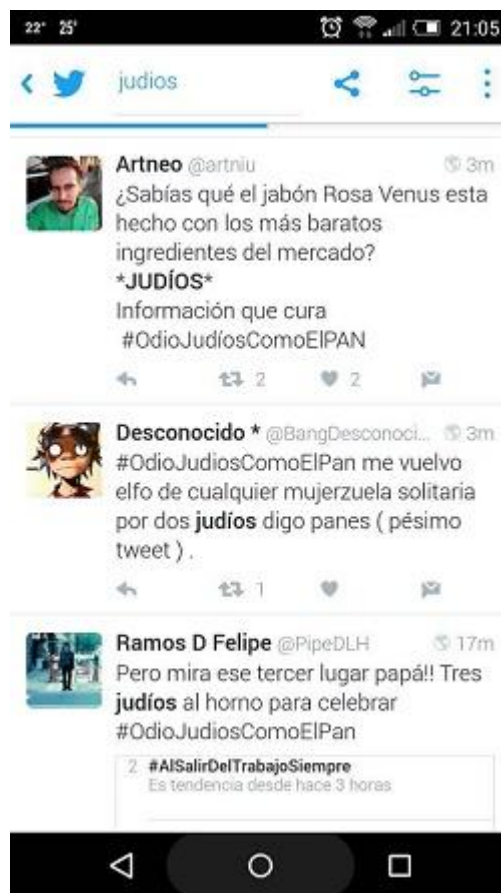 22° 25' 21:05
judios
Artneo @artniu 3m
¿Sabías qué el jabón Rosa Venus esta
hecho con los más baratos
ingredientes del mercado?
*JUDÍOS*
Información que cura
#OdioJudíosComoElPAN
2 2
Desconocido * @BangDesconoci... 3m
#OdioJudiosComoElPan me vuelvo
elfo de cualquier mujerzuela solitaria
por dos judíos digo panes ( pésimo
tweet ) .
1
Ramos D Felipe @PipeDLH 17m
Pero mira ese tercer lugar papá!! Tres
judíos al horno para celebrar
#OdioJudiosComoElPan
2 #AlSalirDelTrabajoSiempre
Es tendencia desde hace 3 horas